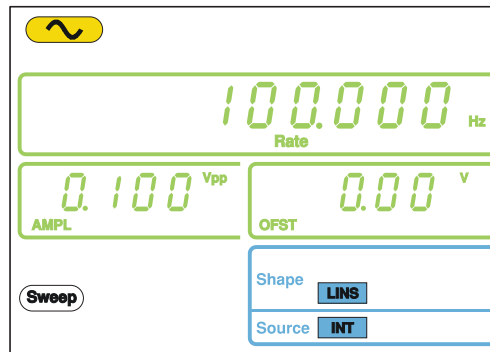 100.000 Hz
Rate
0.100 Vpp
AMPL
0.00 V
OFST
Shape LINS
Sweep
Source INT